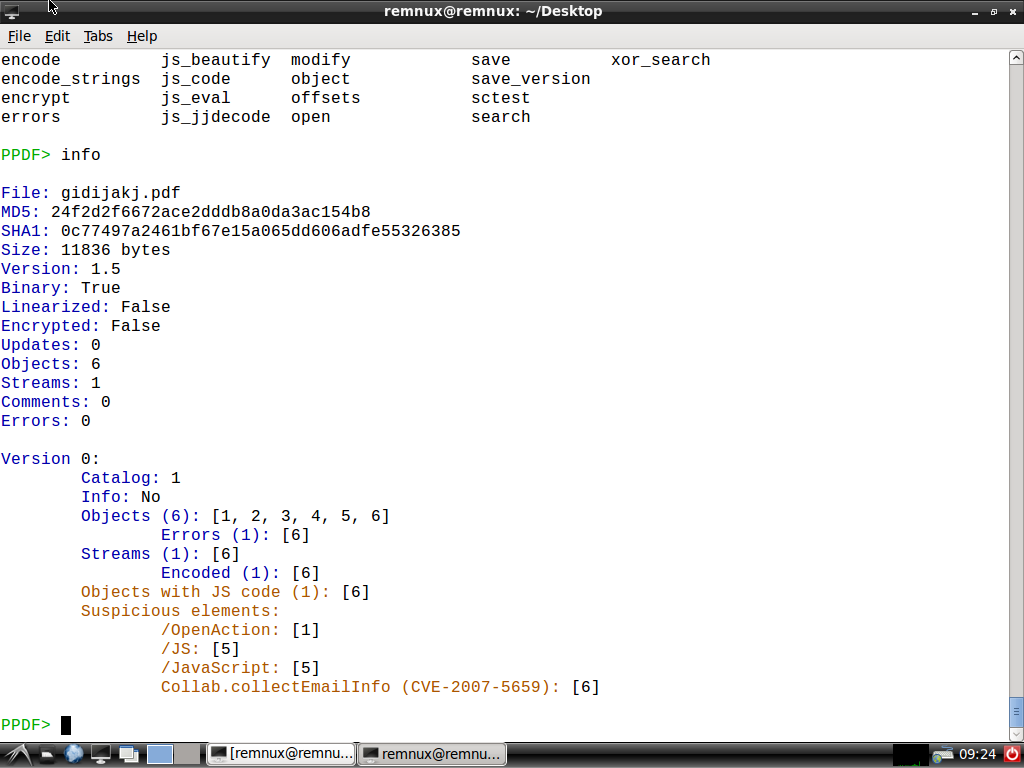 remnux@remnux: ~/Desktop
File Edit Tabs Help
encode          js_beautify  modify            save          xor_search
encode_strings  js_code      object            save_version
encrypt         js_eval      offsets           sctest
errors          js_jjdecode  open              search
PPDF> info
File: gidijakj.pdf
MD5: 24f2d2f6672ace2dddb8a0da3ac154b8
SHA1: 0c77497a2461bf67e15a065dd606adfe55326385
Size: 11836 bytes
Version: 1.5
Binary: True
Linearized: False
Encrypted: False
Updates: 0
Objects: 6
Streams: 1
Comments: 0
Errors: 0
Version 0:
Catalog: 1
Info: No
Objects (6): [1, 2, 3, 4, 5, 6]
Errors (1): [6]
Streams (1): [6]
Encoded (1): [6]
Objects with JS code (1): [6]
Suspicious elements:
/OpenAction: [1]
/JS: [5]
/JavaScript: [5]
Collab.collectEmailInfo (CVE-2007-5659): [6]
PPDF>
[remnux@remnu... remnux@remnu... 09:24